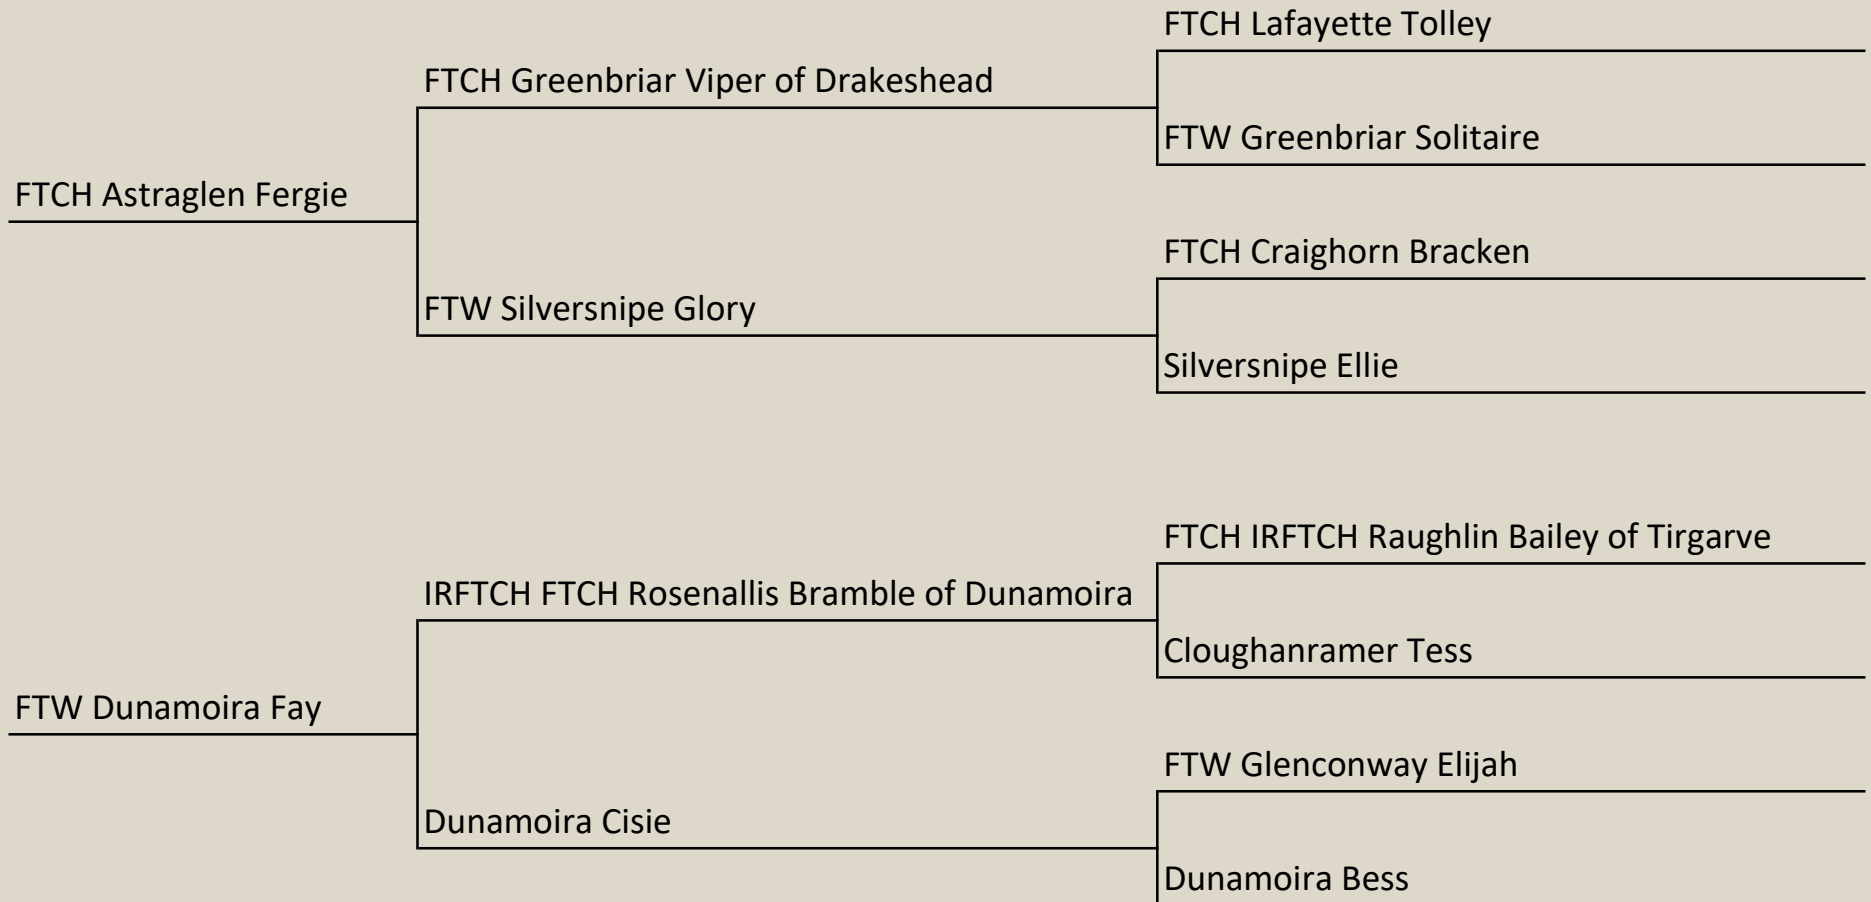 FTCH Lafayette Tolley
FTCH Greenbriar Viper of Drakeshead
FTW Greenbriar Solitaire
FTCH Astraglen Fergie
FTCH Craighorn Bracken
FTW Silversnipe Glory
Silversnipe Ellie
FTCH IRFTCH Raughlin Bailey of Tirgarve
IRFTCH FTCH Rosenallis Bramble of Dunamoira
Cloughanramer Tess
FTW Dunamoira Fay
FTW Glenconway Elijah
Dunamoira Cisie
Dunamoira Bess